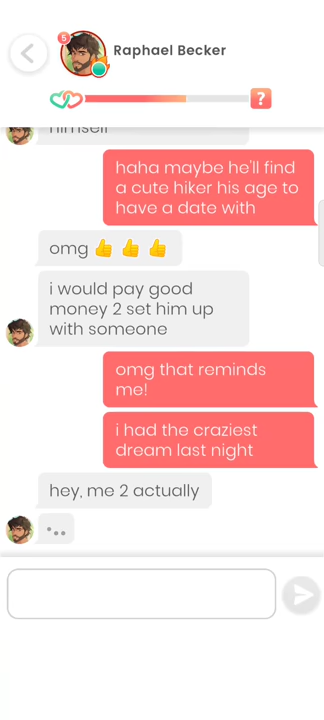 5
Raphael Becker
?
himself
haha maybe he'll find
a cute hiker his age to
have a date with
omg 👍 👍 👍
i would pay good
money 2 set him up
with someone
omg that reminds
me!
i had the craziest
dream last night
hey, me 2 actually